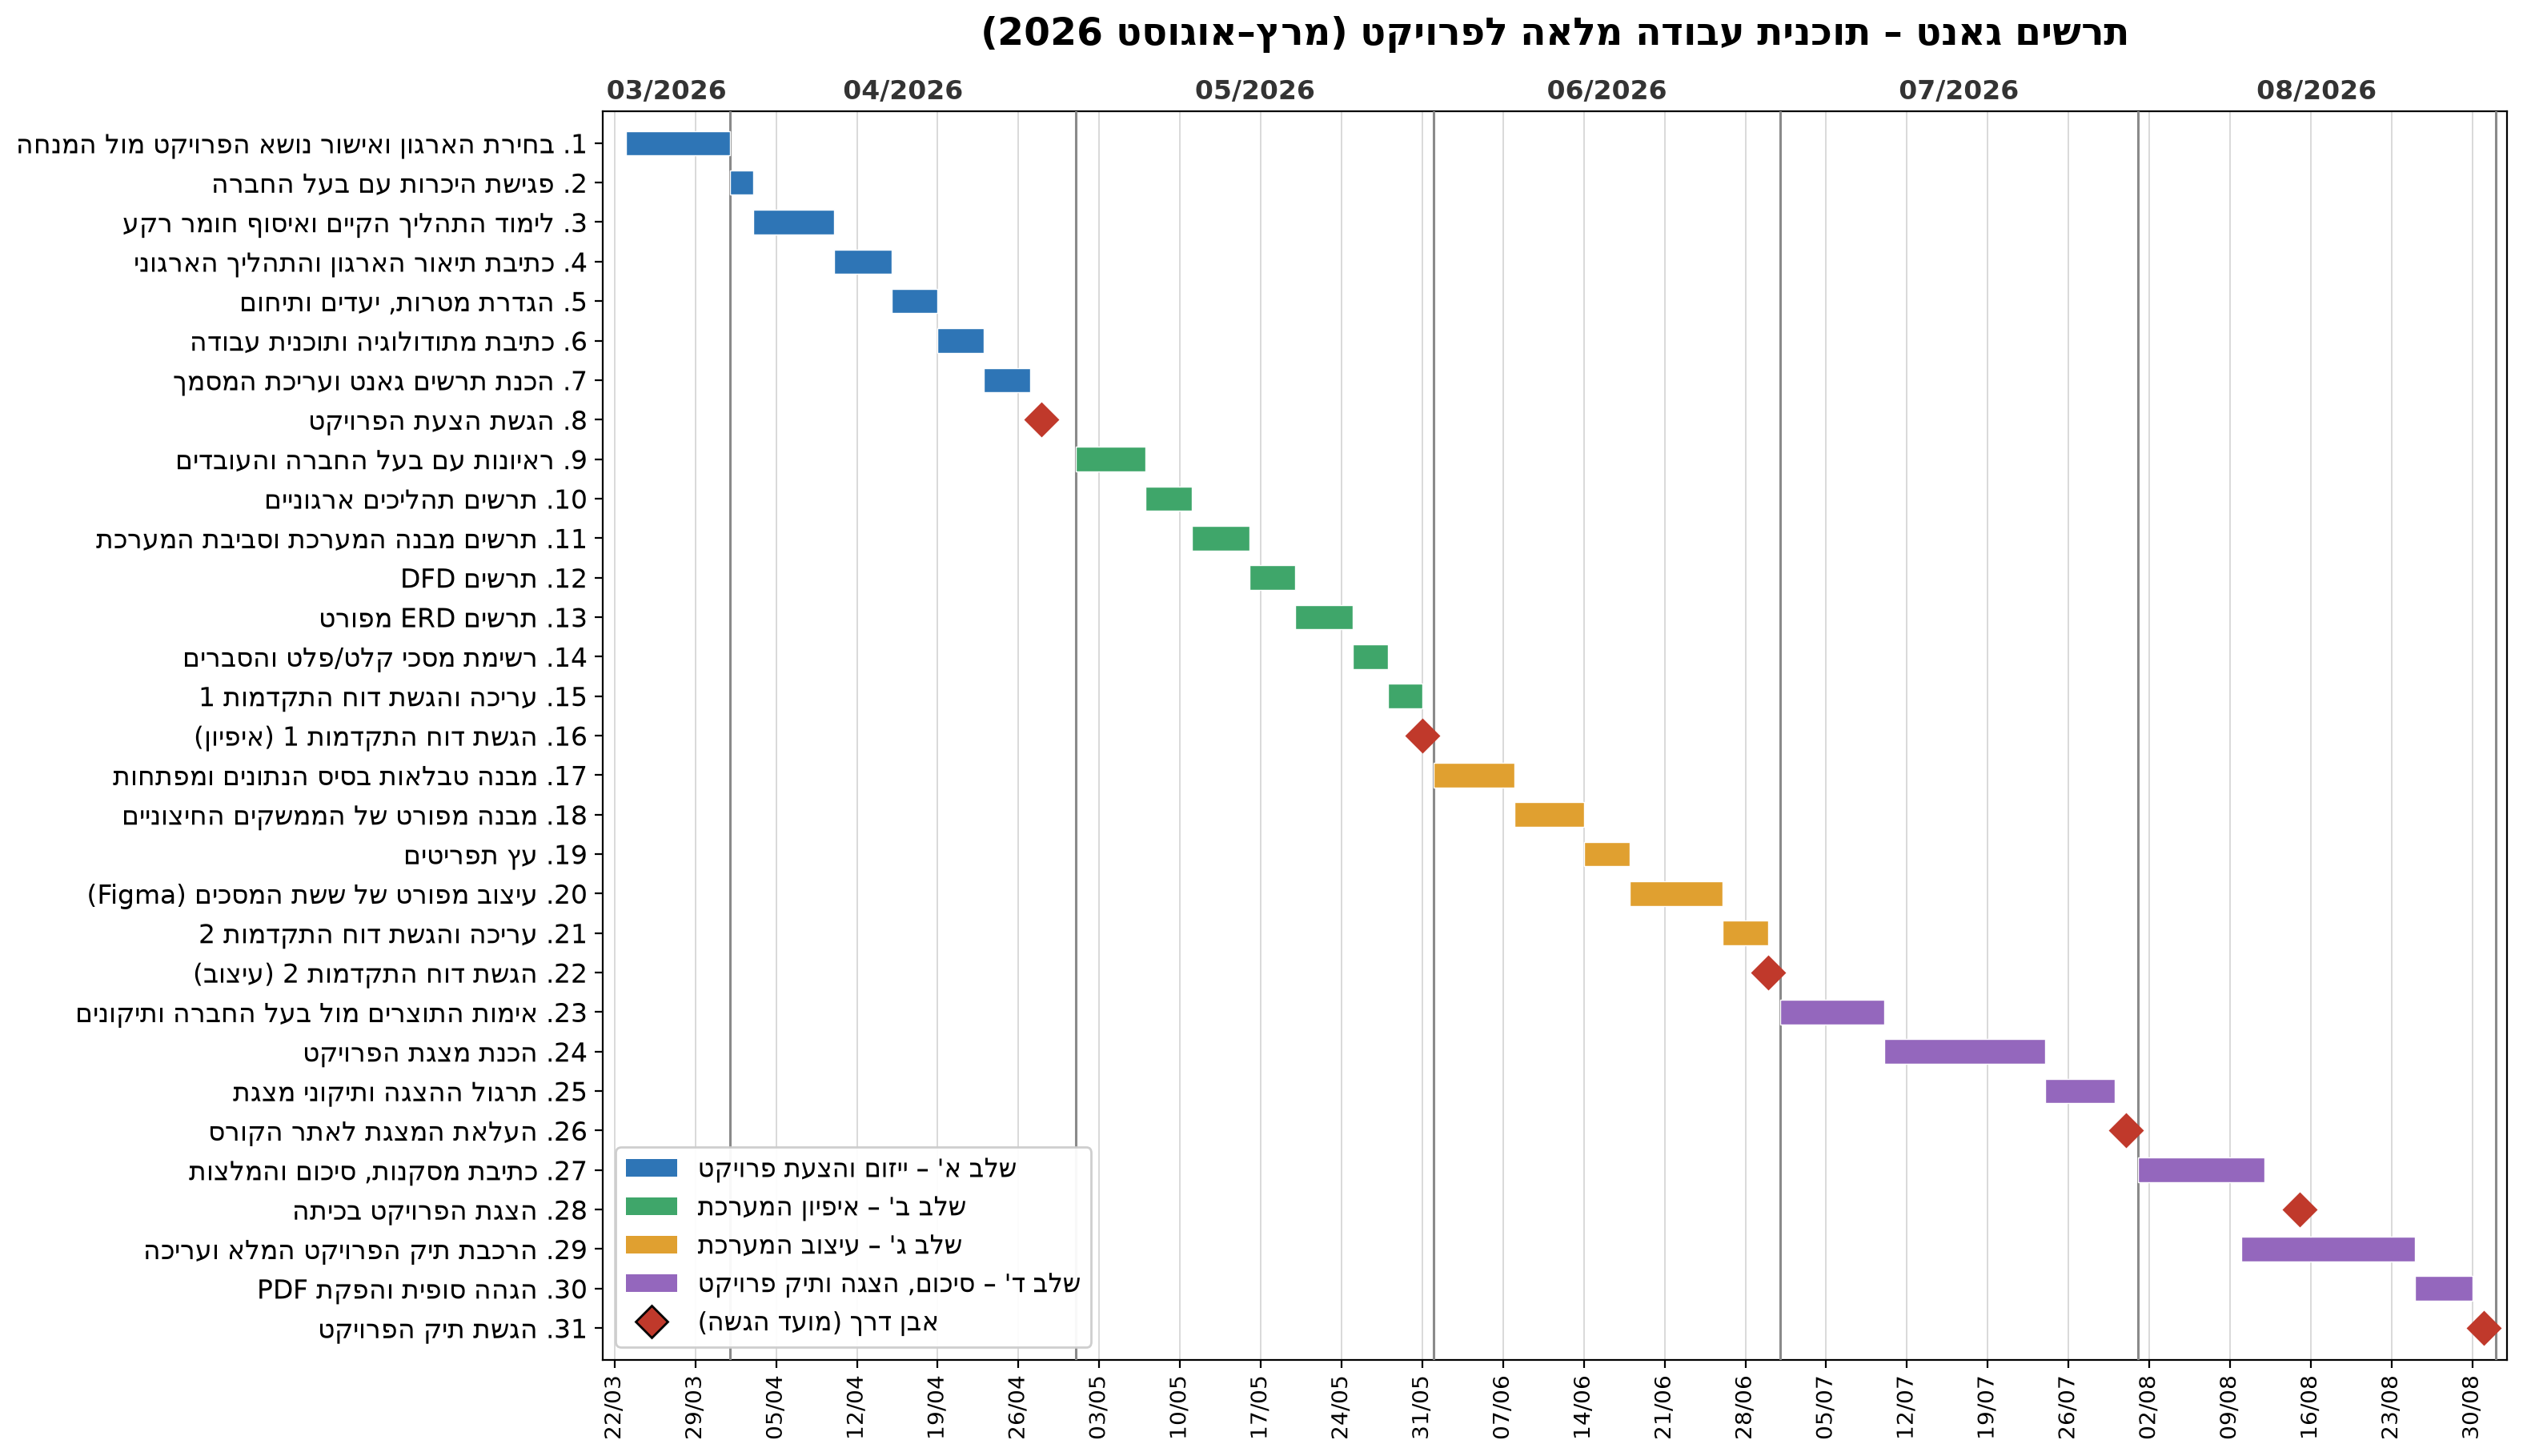 תרשים גאנט – תוכנית עבודה מלאה לפרויקט (מרץ–אוגוסט 2026)
03/2026 04/2026 05/2026 06/2026 07/2026 08/2026
1. בחירת הארגון ואישור נושא הפרויקט מול המנחה
2. פגישת היכרות עם בעל החברה
3. לימוד התהליך הקיים ואיסוף חומר רקע
4. כתיבת תיאור הארגון והתהליך הארגוני
5. הגדרת מטרות, יעדים ותיחום
6. כתיבת מתודולוגיה ותוכנית עבודה
7. הכנת תרשים גאנט ועריכת המסמך
8. הגשת הצעת הפרויקט
9. ראיונות עם בעל החברה והעובדים
10. תרשים תהליכים ארגוניים
11. תרשים מבנה המערכת וסביבת המערכת
12. תרשים DFD
13. תרשים ERD מפורט
14. רשימת מסכי קלט/פלט והסברים
15. עריכה והגשת דוח התקדמות 1
16. הגשת דוח התקדמות 1 (איפיון)
17. מבנה טבלאות בסיס הנתונים ומפתחות
18. מבנה מפורט של הממשקים החיצוניים
19. עץ תפריטים
20. עיצוב מפורט של ששת המסכים (Figma)
21. עריכה והגשת דוח התקדמות 2
22. הגשת דוח התקדמות 2 (עיצוב)
23. אימות התוצרים מול בעל החברה ותיקונים
24. הכנת מצגת הפרויקט
25. תרגול ההצגה ותיקוני מצגת
26. העלאת המצגת לאתר הקורס
27. כתיבת מסקנות, סיכום והמלצות
28. הצגת הפרויקט בכיתה
29. הרכבת תיק הפרויקט המלא ועריכה
30. הגהה סופית והפקת PDF
31. הגשת תיק הפרויקט
שלב א' – ייזום והצעת פרויקט
שלב ב' – איפיון המערכת
שלב ג' – עיצוב המערכת
שלב ד' – סיכום, הצגה ותיק פרויקט
אבן דרך (מועד הגשה)
22/03 29/03 05/04 12/04 19/04 26/04 03/05 10/05 17/05 24/05 31/05 07/06 14/06 21/06 28/06 05/07 12/07 19/07 26/07 02/08 09/08 16/08 23/08 30/08